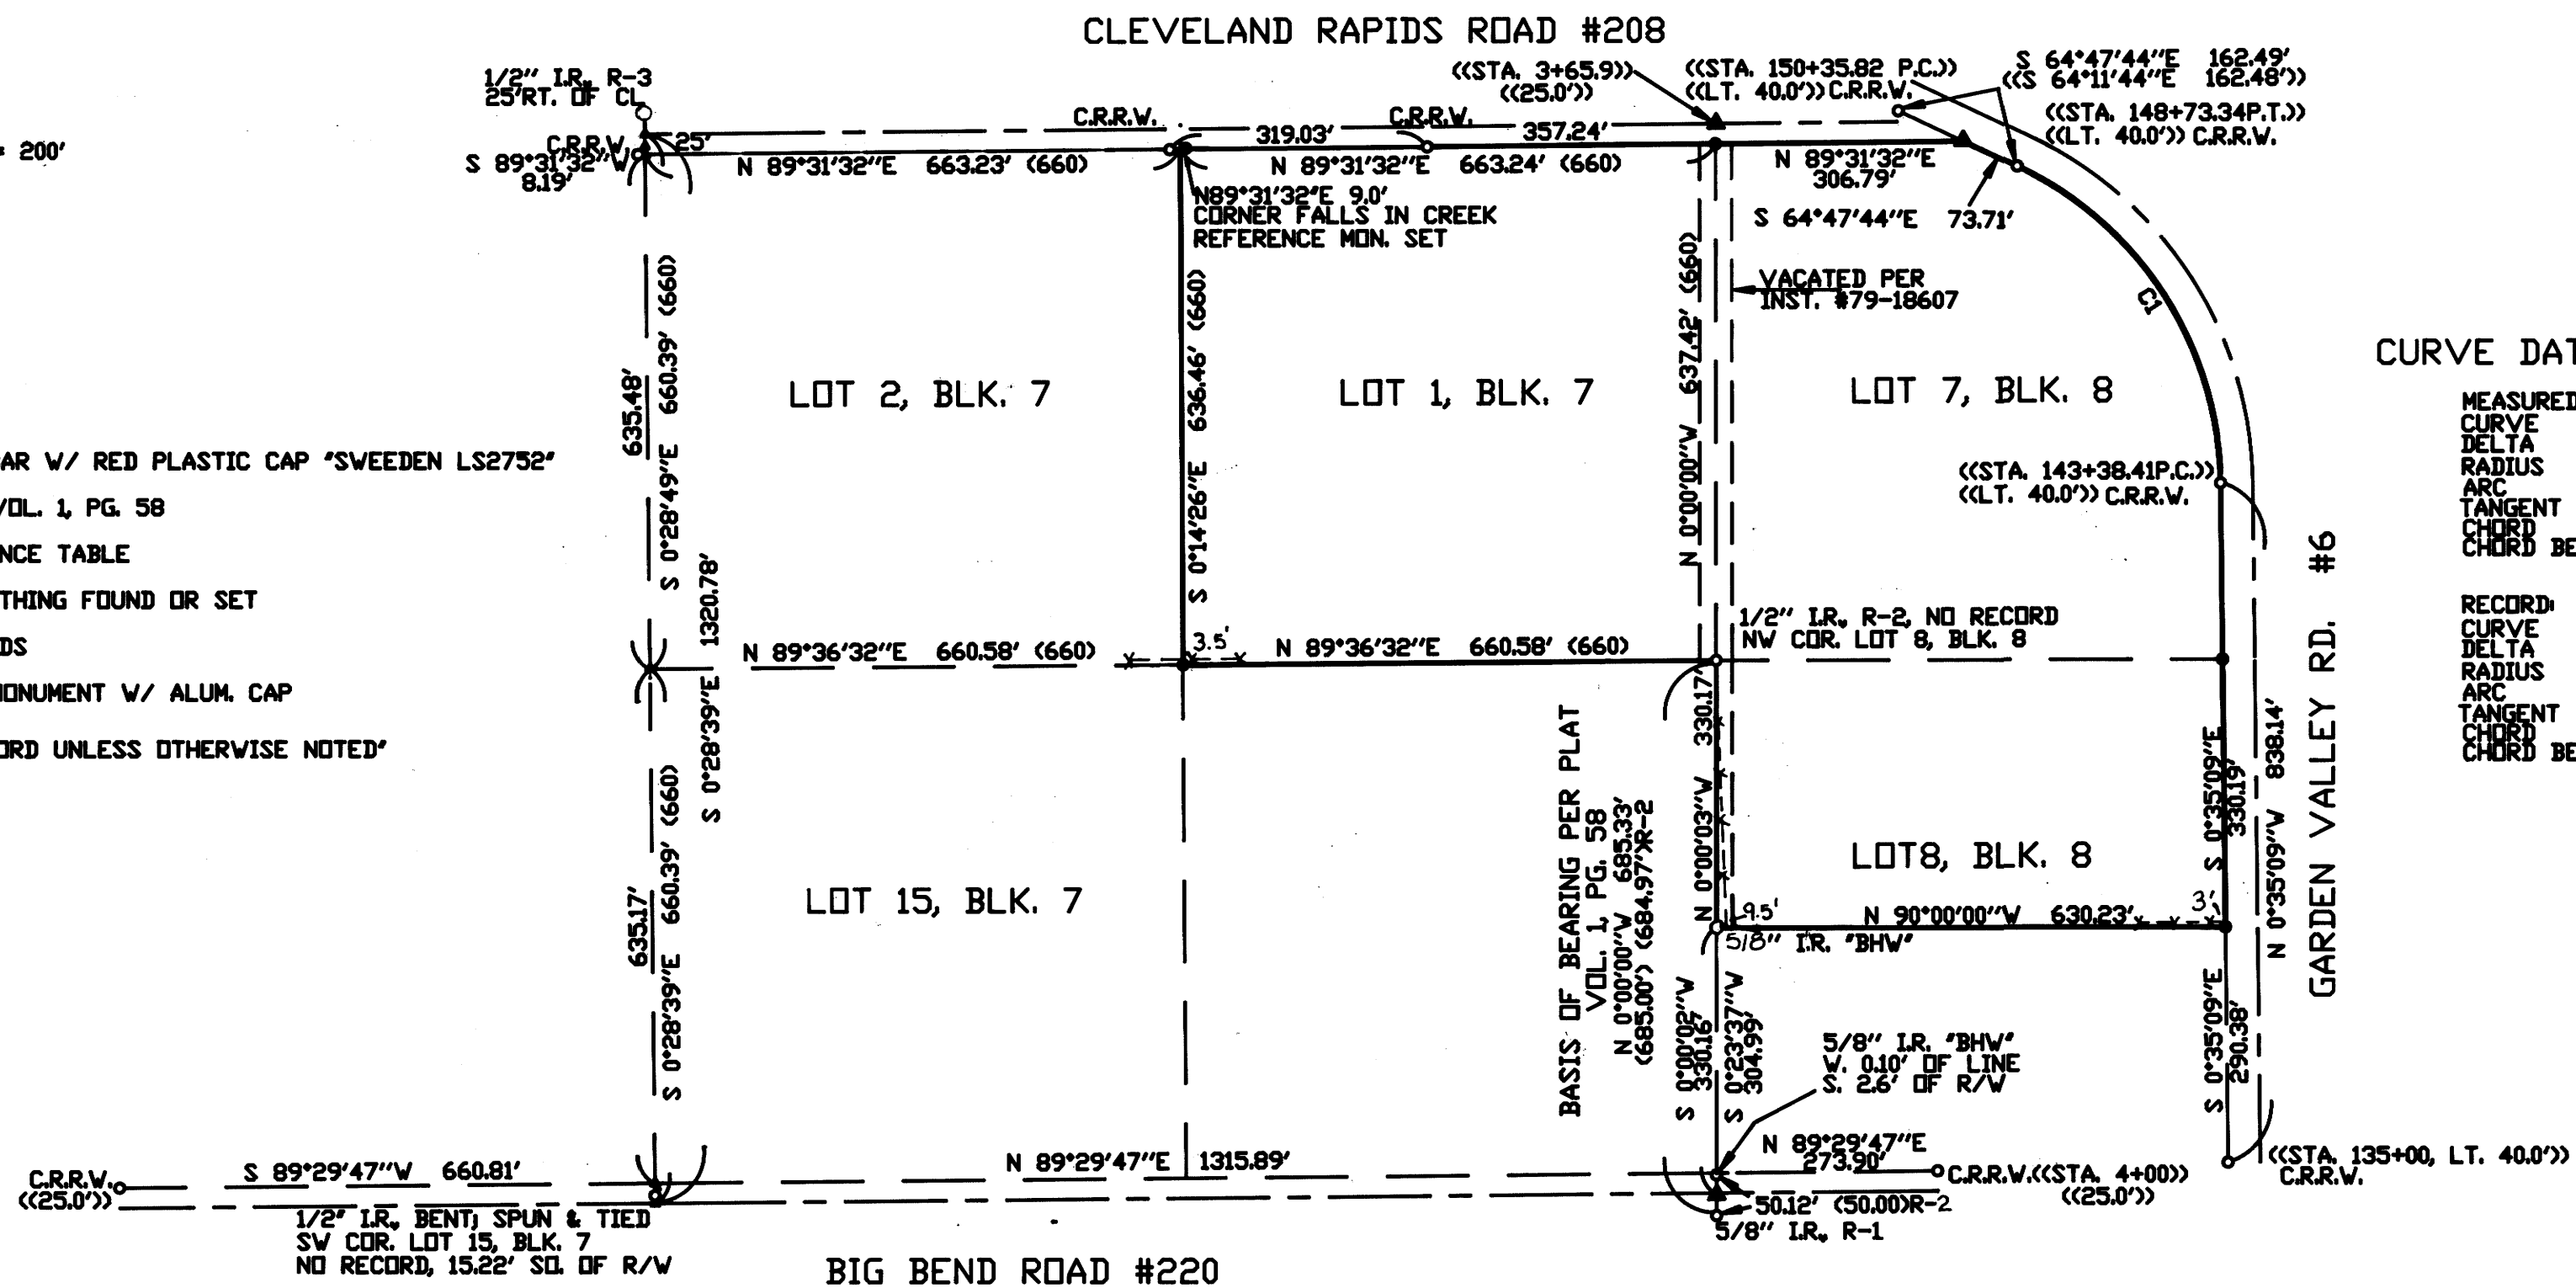 CLEVELAND RAPIDS ROAD #208
1/2" I.R., R-3
25'RT. OF CL
C.R.R.W.
25'
S 89°31'32"W
8.19'
N 89°31'32"E 663.23' (660)
C.R.R.W.
319.03'
C.R.R.W.
357.24'
N 89°31'32"E 663.24' (660)
N89°31'32"E 9.0'
CORNER FALLS IN CREEK
REFERENCE MON. SET
((STA. 3+65.9))
((25.0'))
((STA. 150+35.82 P.C.))
((LT. 40.0')) C.R.R.W.
S 64°47'44"E 162.49'
((S 64°11'44"E 162.48'))
((STA. 148+73.34P.T.))
((LT. 40.0')) C.R.R.W.
N 89°31'32"E
306.79'
S 64°47'44"E 73.71'
VACATED PER
INST. #79-18607
C1
= 200'
AR W/ RED PLASTIC CAP "SWEEDEN LS2752"
VOL. 1, PG. 58
NCE TABLE
THING FOUND OR SET
DS
MONUMENT W/ ALUM. CAP
ORD UNLESS OTHERWISE NOTED"
635.48'
S 0°28'49"E 660.39' (660)
S 0°28'39"E 1320.78'
635.17'
S 0°28'39"E 660.39' (660)
LOT 2, BLK. 7
S 0°14'26"E 636.46' (660)
LOT 1, BLK. 7
N 0°00'00"W 637.42' (660)
LOT 7, BLK. 8
((STA. 143+38.41P.C.))
((LT. 40.0')) C.R.R.W.
CURVE DAT
MEASURED
CURVE
DELTA
RADIUS
ARC
TANGENT
CHORD
CHORD BE
RECORD:
CURVE
DELTA
RADIUS
ARC
TANGENT
CHORD
CHORD BE
N 89°36'32"E 660.58' (660)
3.5'
N 89°36'32"E 660.58' (660)
1/2" I.R., R-2, NO RECORD
NW COR. LOT 8, BLK. 8
N 0°00'03"W 330.17'
BASIS OF BEARING PER PLAT
VOL. 1, PG. 58
N 0°00'00"W 685.33'
(685.00') (684.97')R-2
LOT8, BLK. 8
S 0°35'09"E
330.19'
N 0°35'09"W 838.14'
GARDEN VALLEY RD. #6
LOT 15, BLK. 7
9.5'
N 90°00'00"W 630.23'
3'
5/8" I.R. "BHW"
S 0°00'02"W
330.16'
S 0°23'37"W
304.99'
5/8" I.R. "BHW"
W. 0.10' OF LINE
S. 2.6' OF R/W
S 0°35'09"E
290.38'
N 89°29'47"E
273.90'
C.R.R.W.((STA. 4+00))
((25.0'))
((STA. 135+00, LT. 40.0'))
C.R.R.W.
C.R.R.W.
((25.0'))
S 89°29'47"W 660.81'
N 89°29'47"E 1315.89'
50.12' (50.00)R-2
5/8" I.R., R-1
1/2" I.R., BENT; SPUN & TIED
SW COR. LOT 15, BLK. 7
NO RECORD, 15.22' SO. OF R/W
BIG BEND ROAD #220